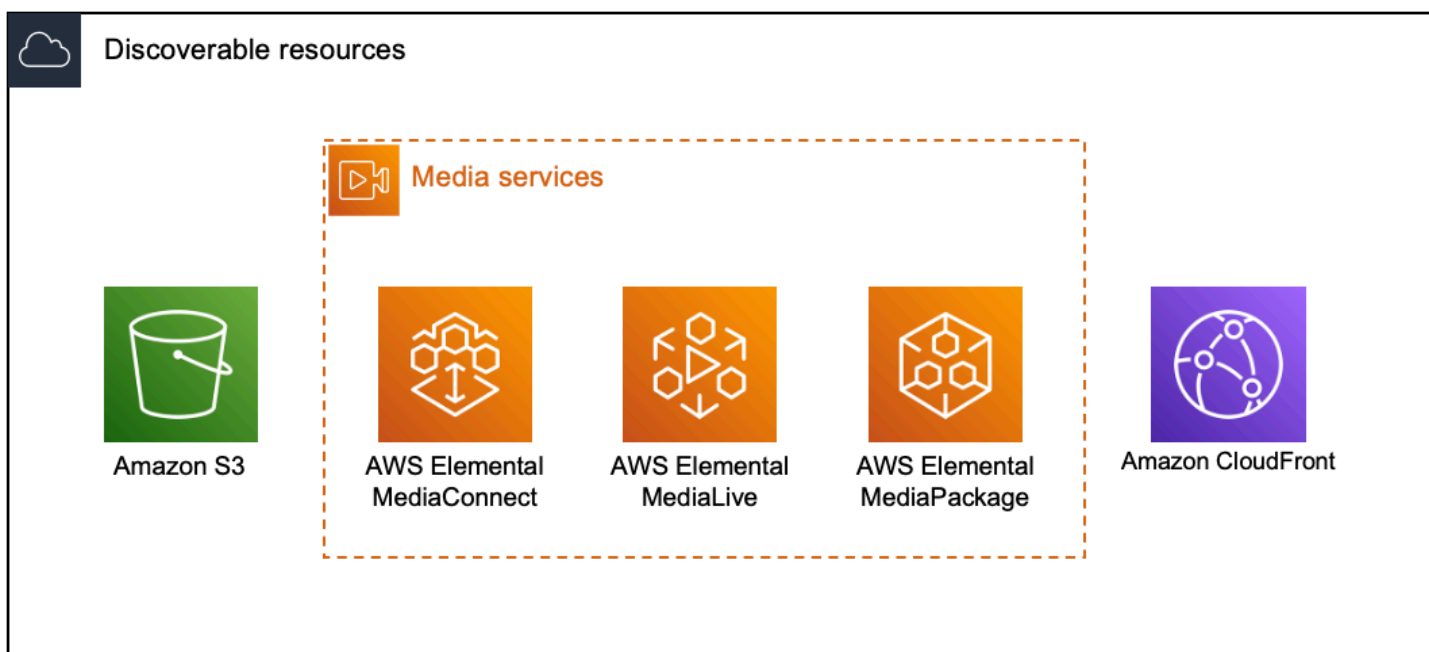 Discoverable resources
Media services
Amazon S3
AWS Elemental
MediaConnect
AWS Elemental
MediaLive
AWS Elemental
MediaPackage
Amazon CloudFront